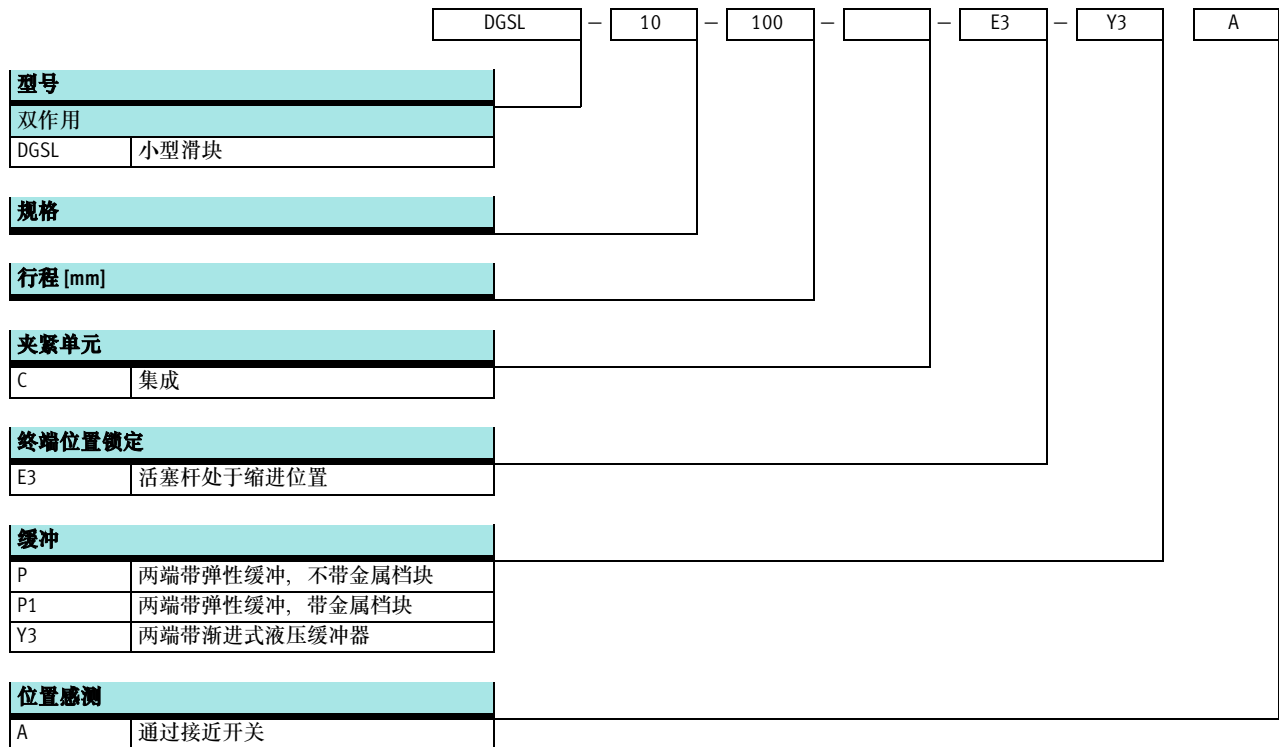 DGSL – 10 – 100 – – E3 – Y3 A
型号
双作用
DGSL 小型滑块
规格
行程 [mm]
夹紧单元
C 集成
终端位置锁定
E3 活塞杆处于缩进位置
缓冲
P 两端带弹性缓冲，不带金属档块
P1 两端带弹性缓冲，带金属档块
Y3 两端带渐进式液压缓冲器
位置感测
A 通过接近开关